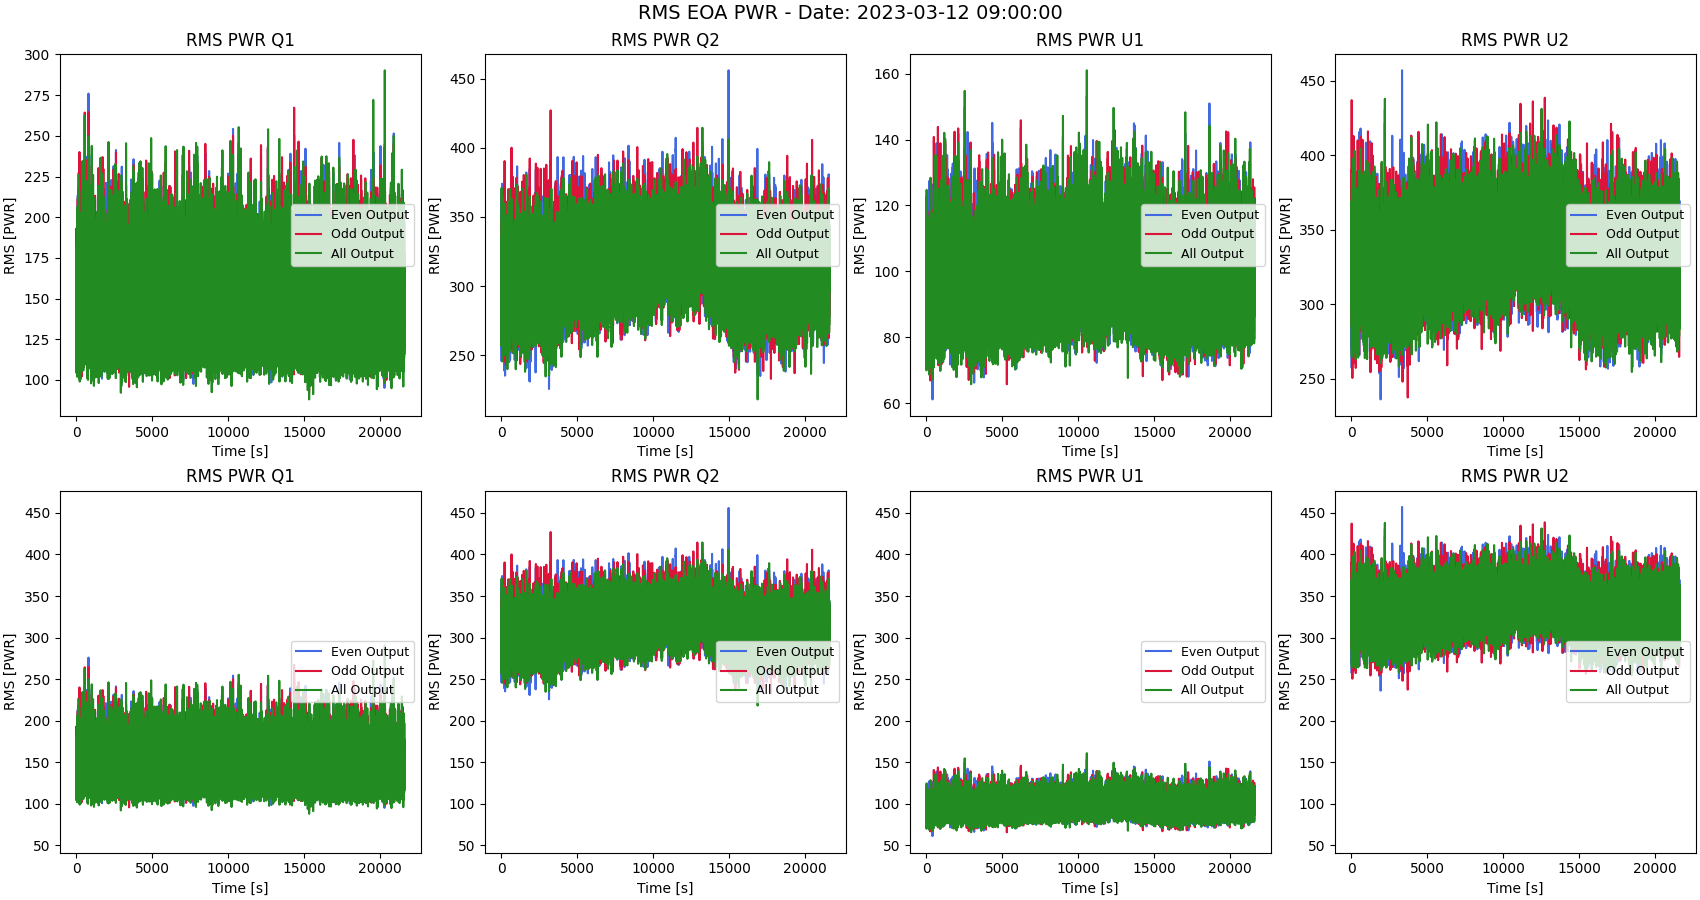 RMS EOA PWR - Date: 2023-03-12 09:00:00
RMS PWR Q1
RMS [PWR]
300
275
250
225
200
175
150
125
100
Even Output
Odd Output
All Output
0 5000 10000 15000 20000
Time [s]
RMS PWR Q2
RMS [PWR]
450
400
350
300
250
Even Output
Odd Output
All Output
0 5000 10000 15000 20000
Time [s]
RMS PWR U1
RMS [PWR]
160
140
120
100
80
60
Even Output
Odd Output
All Output
0 5000 10000 15000 20000
Time [s]
RMS PWR U2
RMS [PWR]
450
400
350
300
250
Even Output
Odd Output
All Output
0 5000 10000 15000 20000
Time [s]
RMS PWR Q1
RMS [PWR]
450
400
350
300
250
200
150
100
50
Even Output
Odd Output
All Output
0 5000 10000 15000 20000
Time [s]
RMS PWR Q2
RMS [PWR]
450
400
350
300
250
200
150
100
50
Even Output
Odd Output
All Output
0 5000 10000 15000 20000
Time [s]
RMS PWR U1
RMS [PWR]
450
400
350
300
250
200
150
100
50
Even Output
Odd Output
All Output
0 5000 10000 15000 20000
Time [s]
RMS PWR U2
RMS [PWR]
450
400
350
300
250
200
150
100
50
Even Output
Odd Output
All Output
0 5000 10000 15000 20000
Time [s]